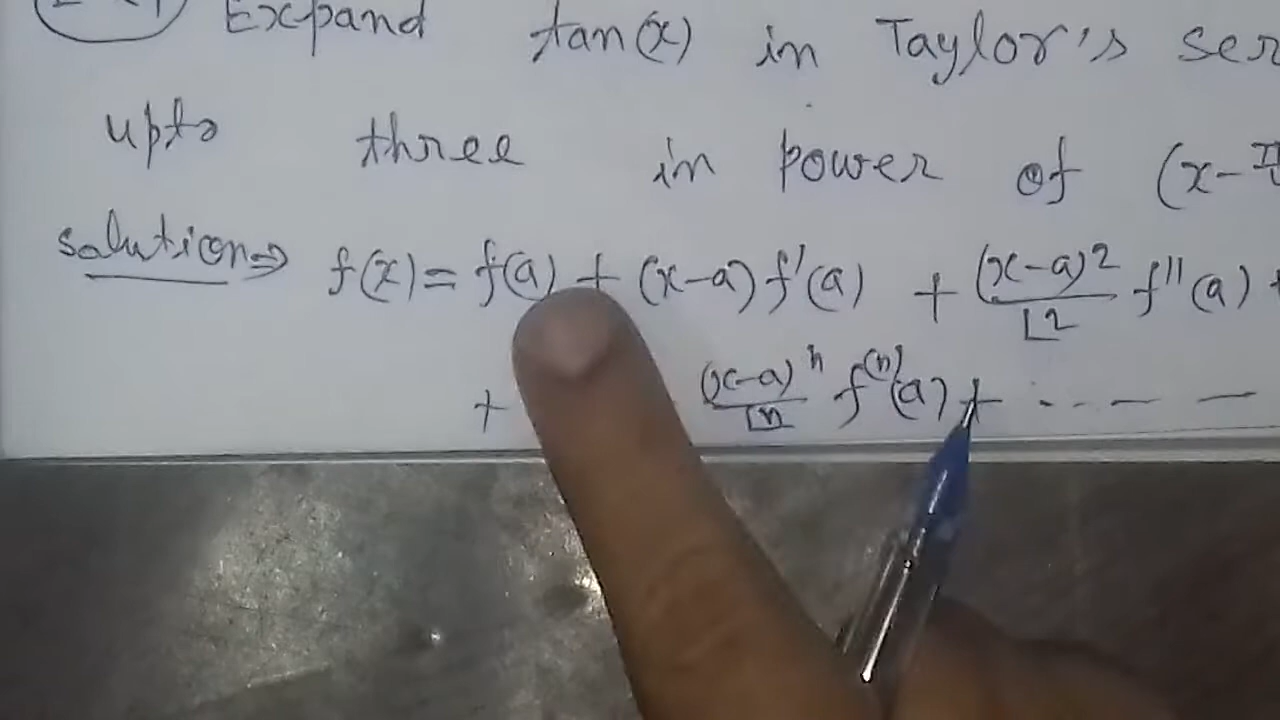 Expand tan(x) in Taylor's ser
upto three in power of (x-π
solution⇒ f(x) = f(a) + (x-a) f'(a) + (x-a)²/⌊2 f''(a) +
+ (x-a)ⁿ/⌊n f⁽ⁿ⁾(a) + ...--- —